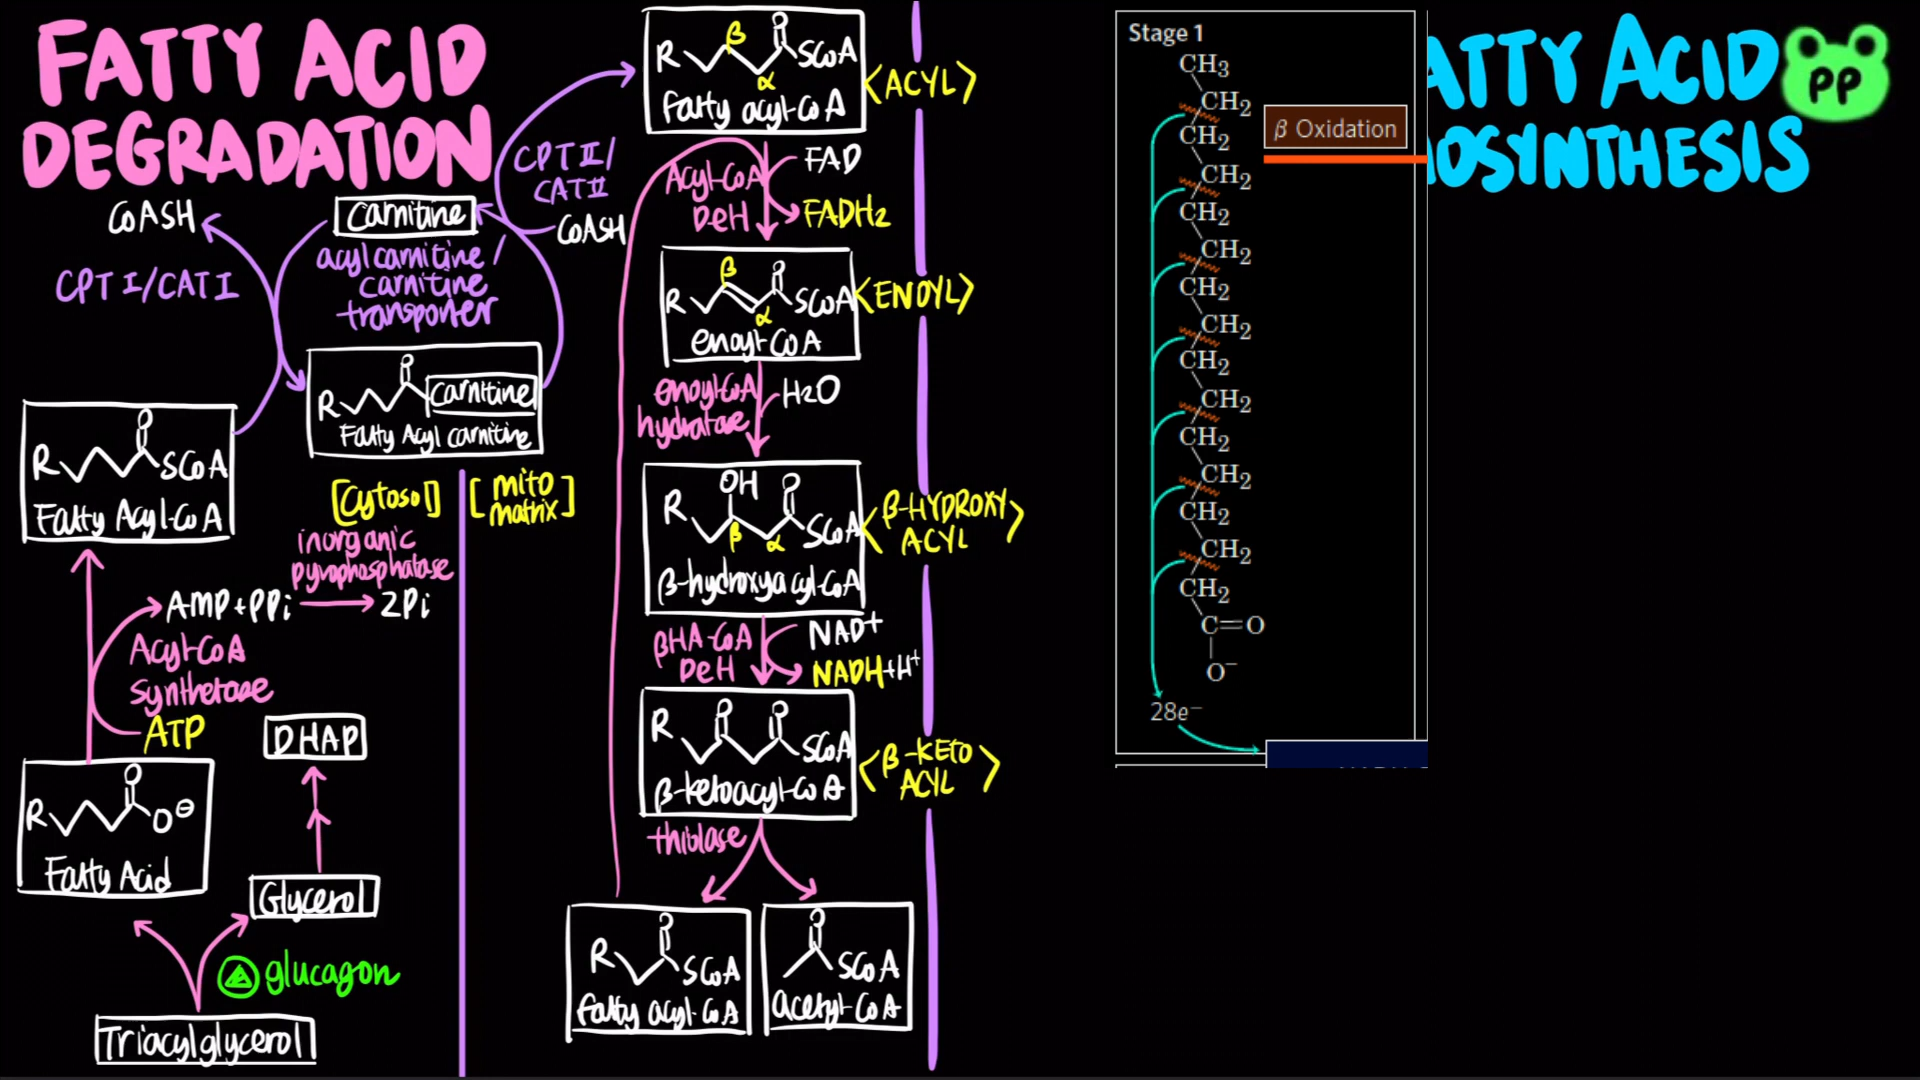 FATTY ACID
DEGRADATION
CoASH
CPT I/CAT I
Carnitine
acyl carnitine /
carnitine
transporter
CPT II/
CAT II
CoASH
R
Carnitine
Fatty Acyl carnitine
R
O
SCoA
Fatty Acyl-CoA
[Cytosol]
[mito
matrix]
inorganic
pyrophosphatase
AMP+PPi
2Pi
Acyl-CoA
Synthetase
ATP
DHAP
R
O
O⊖
Fatty Acid
Glycerol
glucagon
Triacylglycerol
R
β
O
SCoA
α
fatty acyl-CoA
<ACYL>
Acyl-CoA
DeH
FAD
FADH2
R
β
O
SCoA
α
enoyl-CoA
<ENOYL>
enoyl-CoA
hydratase
H2O
R
OH
O
SCoA
β
α
β-hydroxyacyl-CoA
<β-HYDROXY
ACYL>
βHA-CoA
DeH
NAD+
NADH+H+
R
O
O
SCoA
β-ketoacyl-CoA
<β-KETO
ACYL>
thiolase
R
O
SCoA
fatty acyl-CoA
O
SCoA
acetyl-CoA
Stage 1
CH3
CH2
CH2
CH2
CH2
CH2
CH2
CH2
CH2
CH2
CH2
CH2
CH2
CH2
CH2
C=O
O−
28e−
β Oxidation
ATTY ACID
OSYNTHESIS
PP